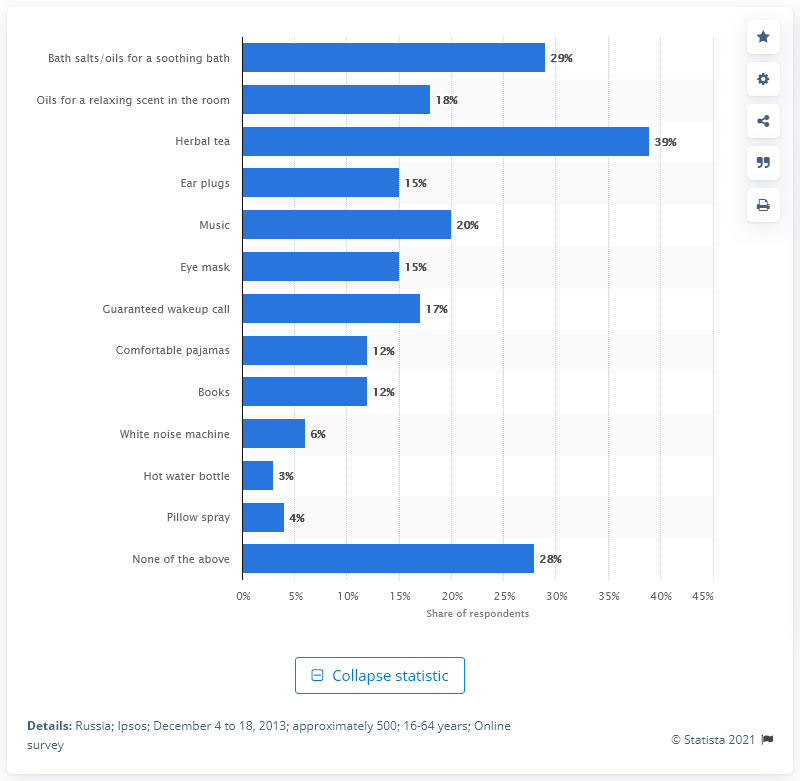 Bath salts/oils for a soothing bath 29%
Oils for a relaxing scent in the room 18%
Herbal tea 39%
Ear plugs 15%
Music 20%
Eye mask 15%
Guaranteed wakeup call 17%
Comfortable pajamas 12%
Books 12%
White noise machine 6%
Hot water bottle 3%
Pillow spray 4%
None of the above 28%
0% 5% 10% 15% 20% 25% 30% 35% 40% 45%
Share of respondents
Collapse statistic
Details: Russia; Ipsos; December 4 to 18, 2013; approximately 500; 16-64 years; Online
survey
© Statista 2021